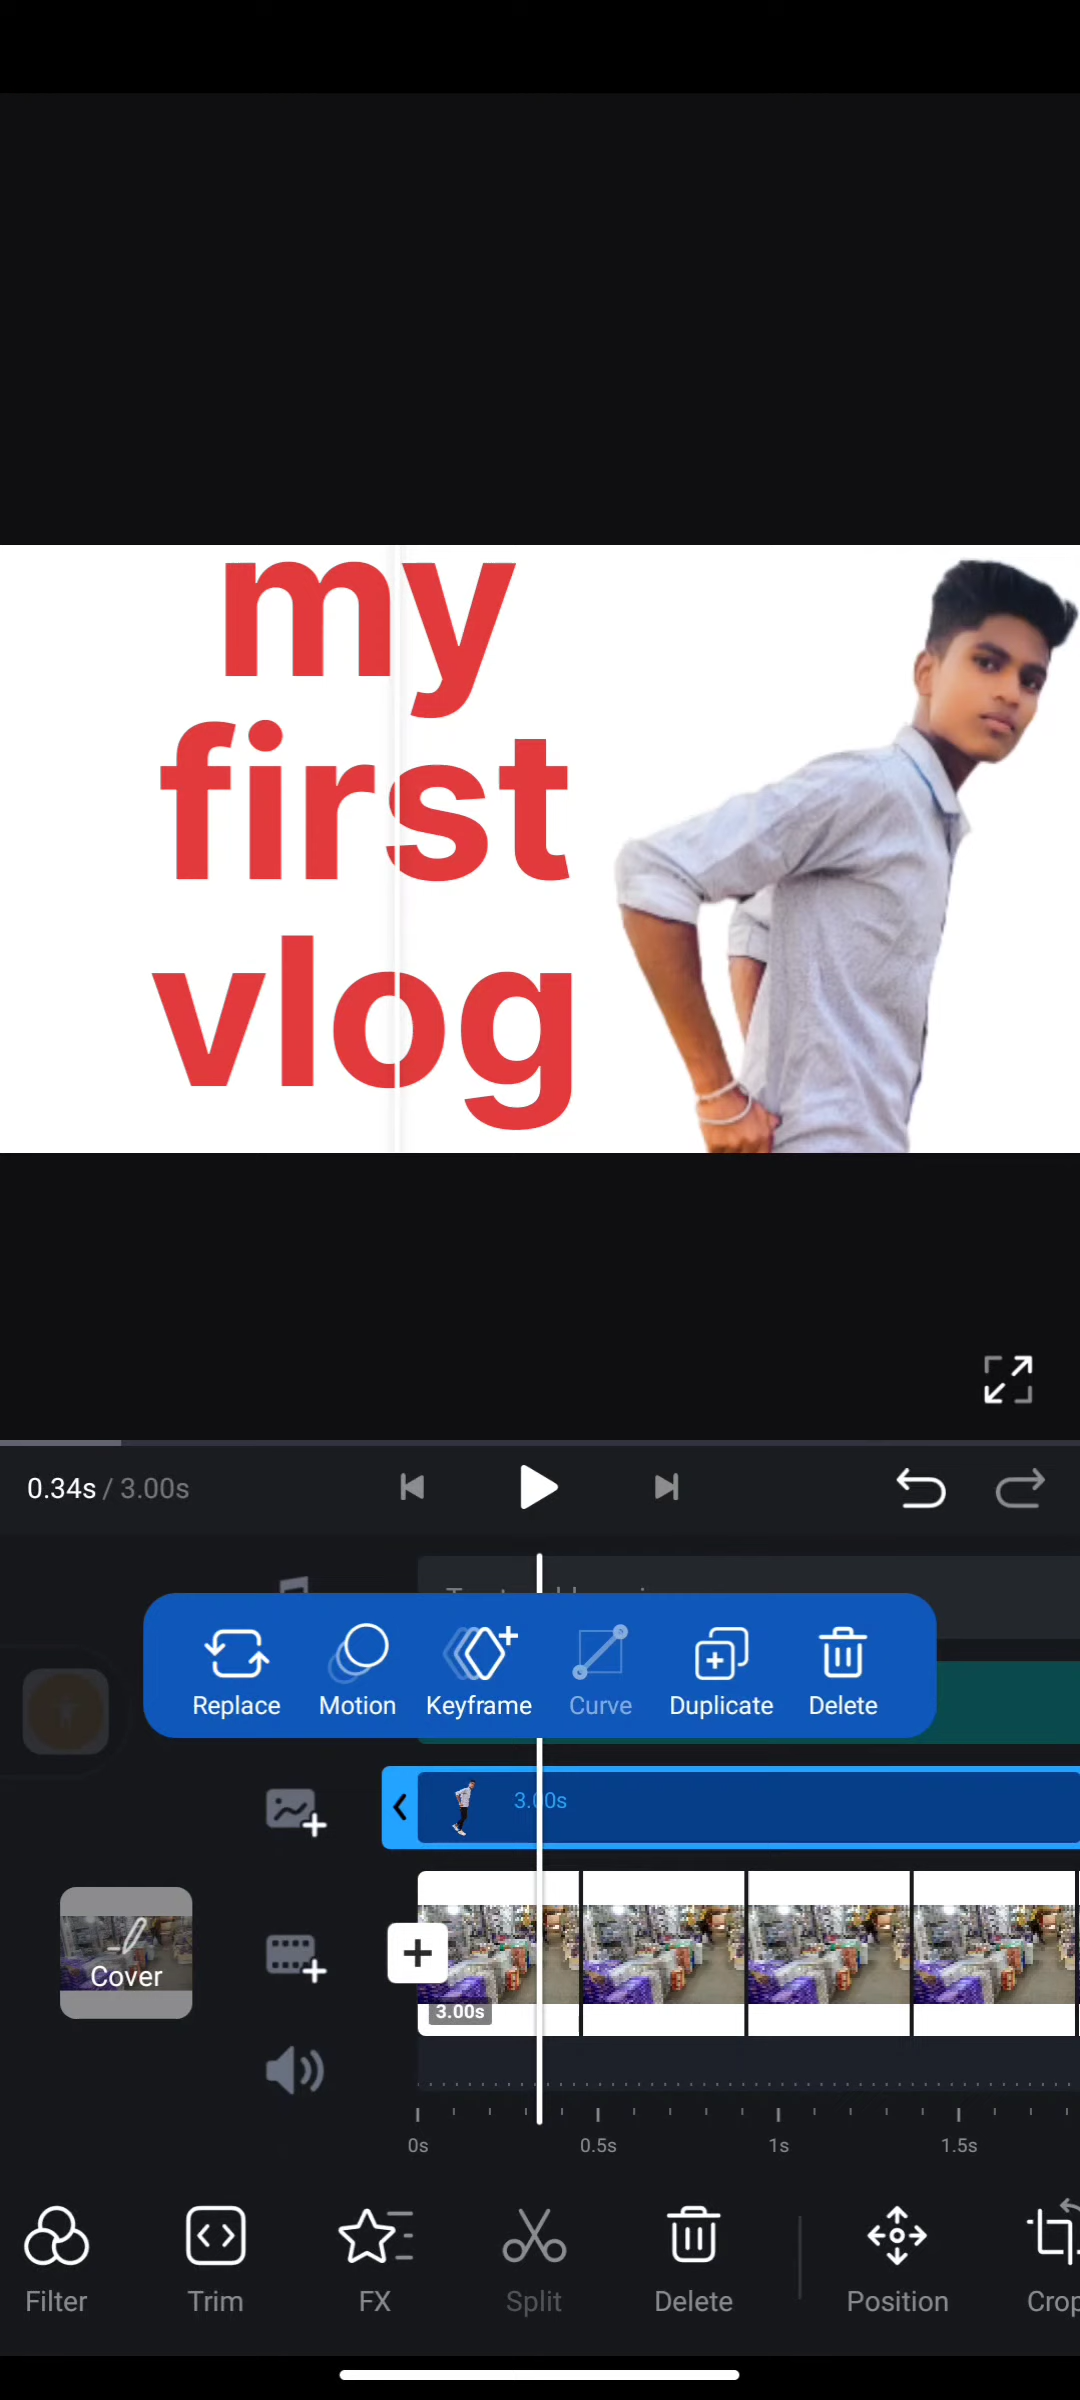 my
first
vlog
0.34s / 3.00s
Replace Motion Keyframe Curve Duplicate Delete
3.00s
Cover
3.00s
0s 0.5s 1s 1.5s
Filter Trim FX Split Delete Position Crop